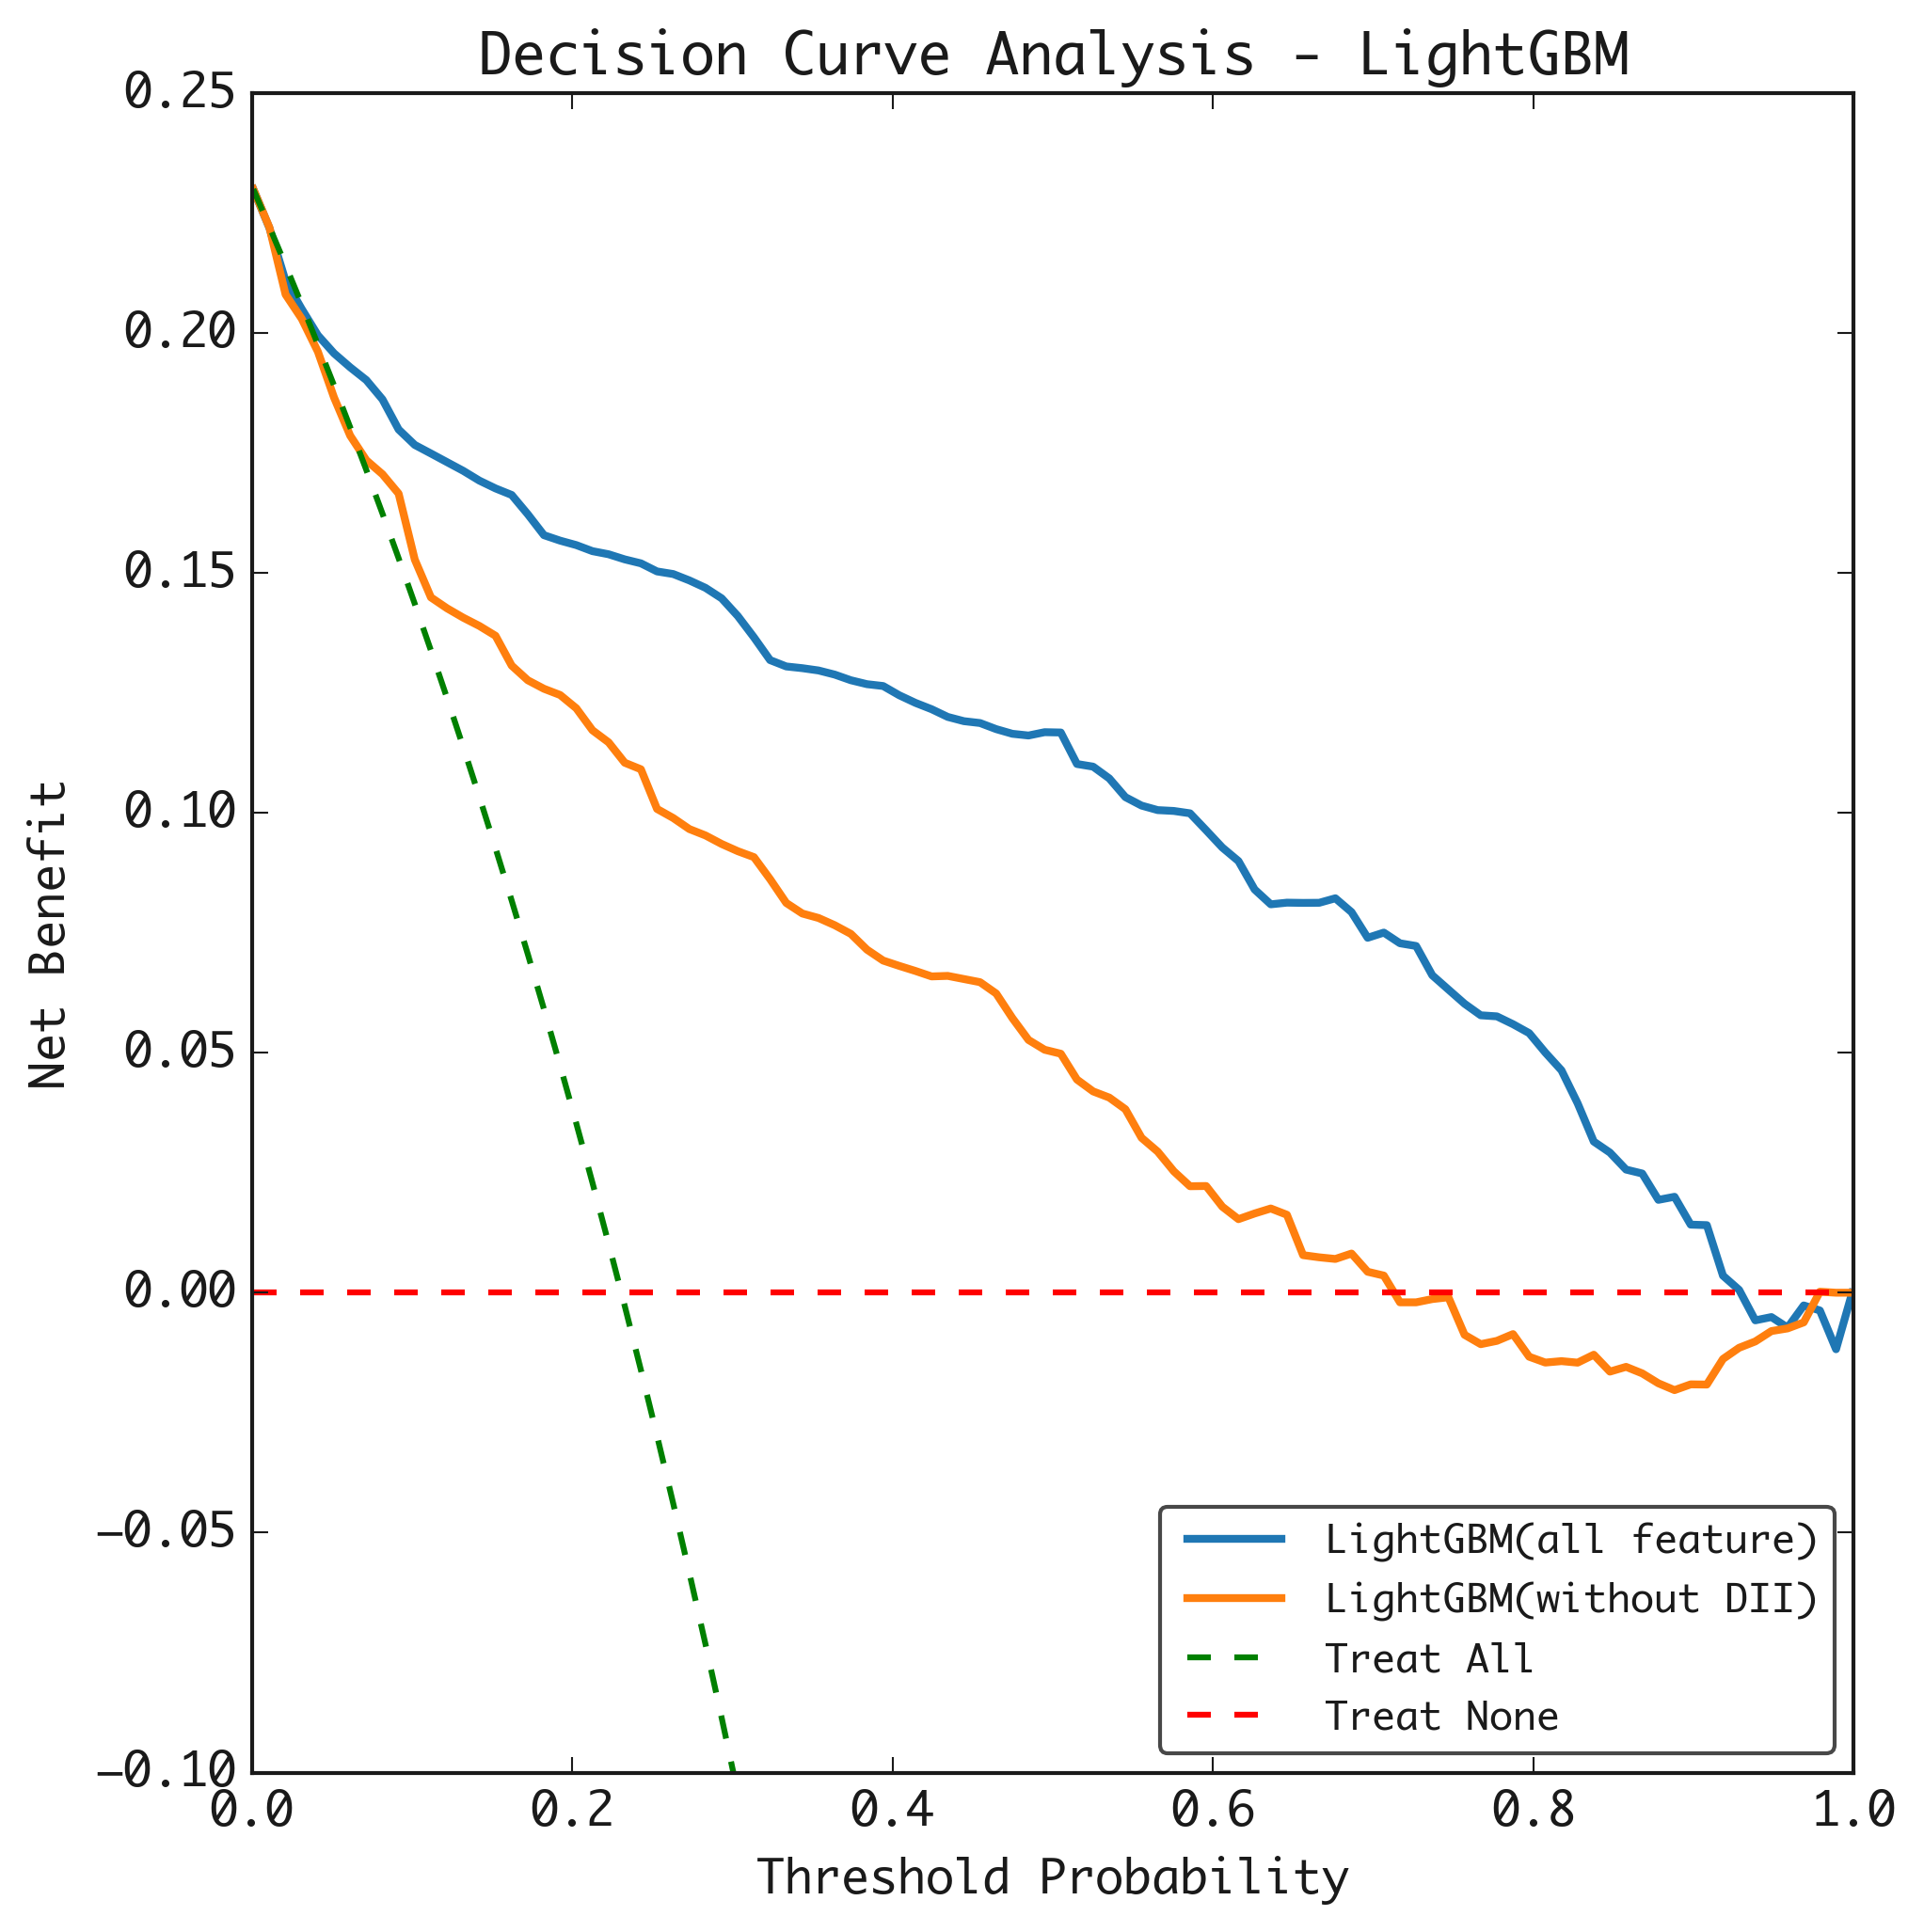 Decision Curve Analysis - LightGBM
0.25
0.20
0.15
0.10
0.05
0.00
−0.05
−0.10
Net Benefit
0.0 0.2 0.4 0.6 0.8 1.0
Threshold Probability
LightGBM(all feature)
LightGBM(without DII)
Treat All
Treat None